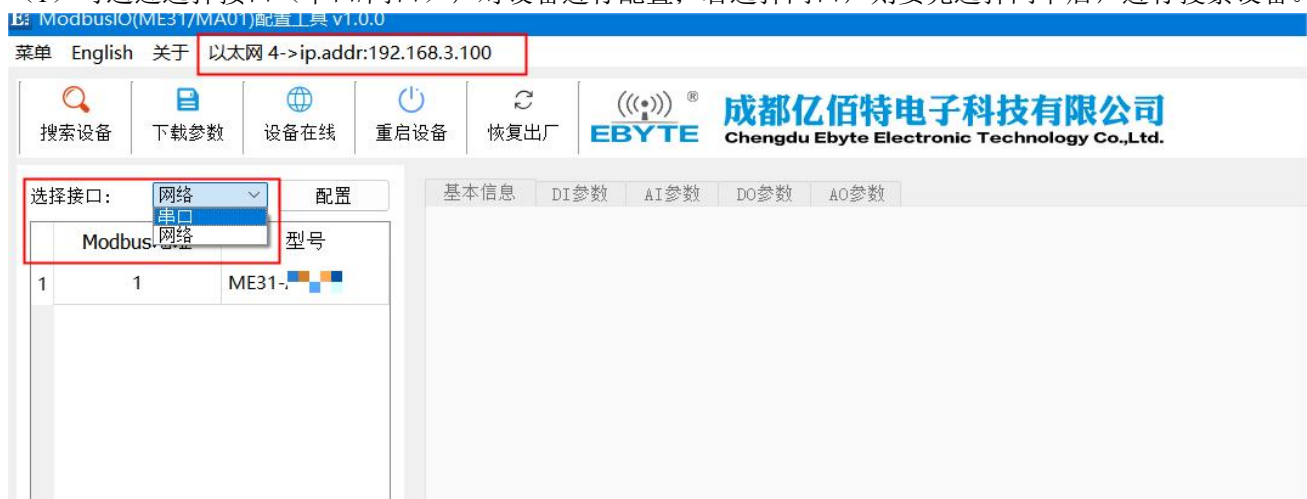 ModbusIO(ME31/MA01)配置工具 v1.0.0
菜单 English 关于 以太网 4->ip.addr:192.168.3.100
搜索设备 下载参数 设备在线 重启设备 恢复出厂
((•)) ®
EBYTE
成都亿佰特电子科技有限公司
Chengdu Ebyte Electronic Technology Co.,Ltd.
选择接口: 网络 配置
串口
网络
基本信息 DI参数 AI参数 DO参数 AO参数
Modbus 型号
1 1 ME31-